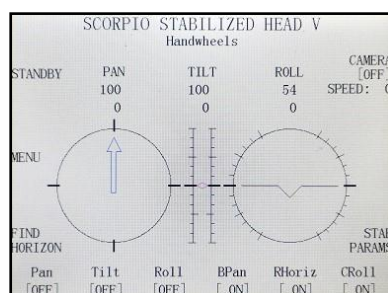 SCORPIO STABILIZED HEAD V
Handwheels
STANDBY PAN TILT ROLL CAMERA
[OFF]
100 100 54 SPEED: 0
0 0 0
MENU
FIND STAB
HORIZON PARAMS
Pan Tilt Roll BPan RHoriz CRoll
[OFF] [OFF] [OFF] [ ON] [ ON] [ ON]